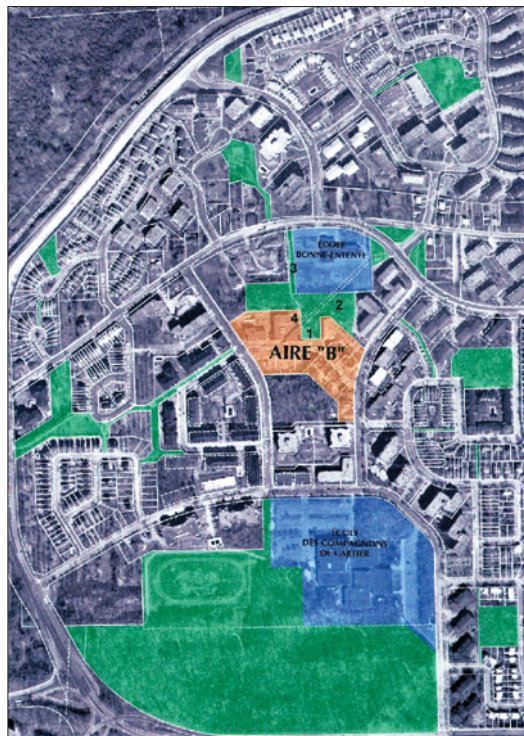 ÉCOLE
BONNE-ENTENTE
3
2
4
1
AIRE "B"
ÉCOLE
DES COMPAGNONS
DE CARTIER